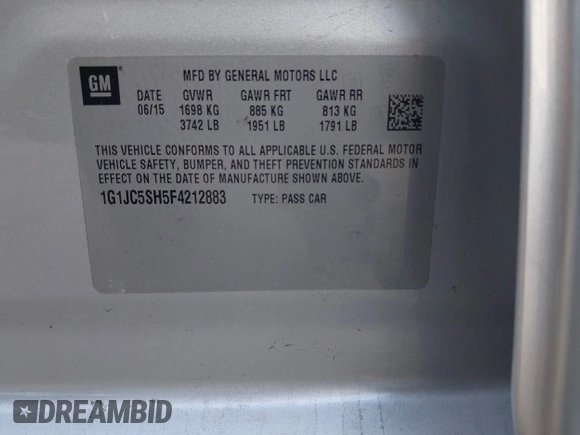 GM
MFD BY GENERAL MOTORS LLC
DATE GVWR GAWR FRT GAWR RR
06/15 1698 KG 885 KG 813 KG
3742 LB 1951 LB 1791 LB
THIS VEHICLE CONFORMS TO ALL APPLICABLE U.S. FEDERAL MOTOR
VEHICLE SAFETY, BUMPER, AND THEFT PREVENTION STANDARDS IN
EFFECT ON THE DATE OF MANUFACTURE SHOWN ABOVE.
1G1JC5SH5F4212883 TYPE: PASS CAR
DREAMBID